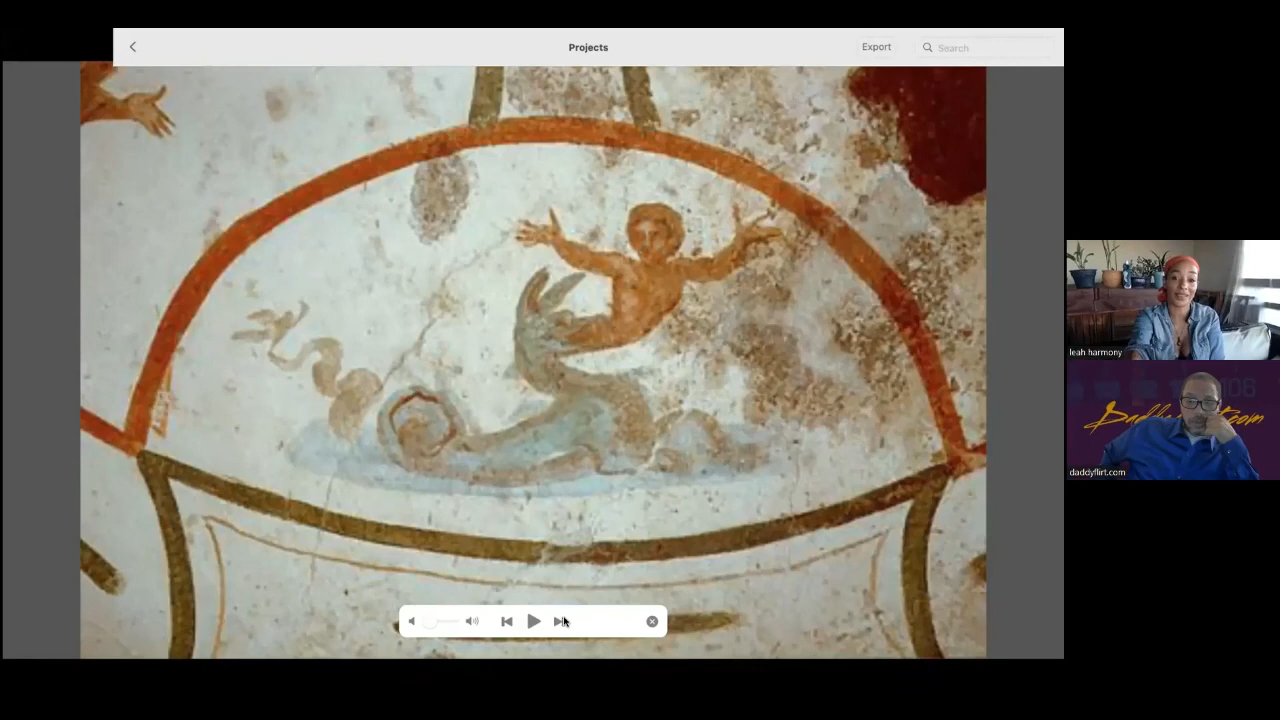 Projects
Export
Search
leah harmony
daddyflirt.com